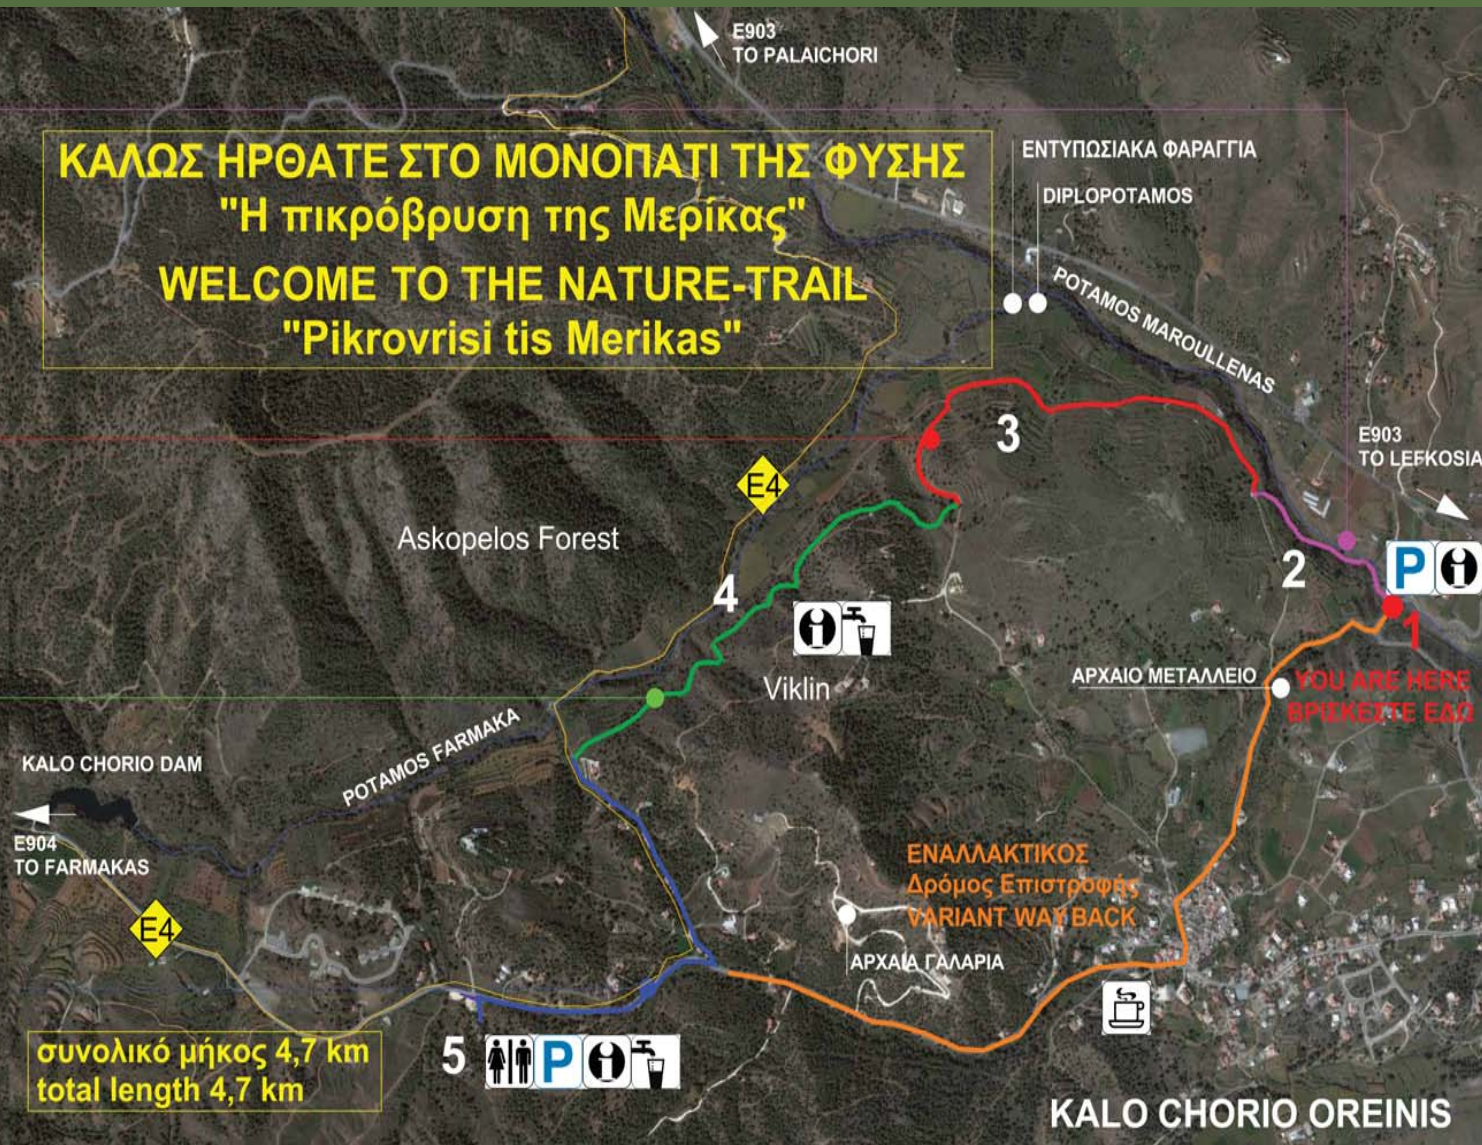 E903
TO PALAICHORI
ΚΑΛΩΣ ΗΡΘΑΤΕ ΣΤΟ ΜΟΝΟΠΑΤΙ ΤΗΣ ΦΥΣΗΣ
"Η πικρόβρυση της Μερίκας"
WELCOME TO THE NATURE-TRAIL
"Pikrovrisi tis Merikas"
ΕΝΤΥΠΩΣΙΑΚΑ ΦΑΡΑΓΓΙΑ
DIPLOPOTAMOS
POTAMOS MAROULLENAS
3
E903
TO LEFKOSIA
E4
Askopelos Forest
2
P i
4
i
1
Viklin
ΑΡΧΑΙΟ ΜΕΤΑΛΛΕΙΟ
YOU ARE HERE
ΒΡΙΣΚΕΣΤΕ ΕΔΩ
POTAMOS FARMAKA
KALO CHORIO DAM
E904
TO FARMAKAS
E4
ΕΝΑΛΛΑΚΤΙΚΟΣ
Δρόμος Επιστροφής
VARIANT WAY BACK
ΑΡΧΑΙΑ ΓΑΛΑΡΙΑ
συνολικό μήκος 4,7 km
total length 4,7 km
5 P i
KALO CHORIO OREINIS